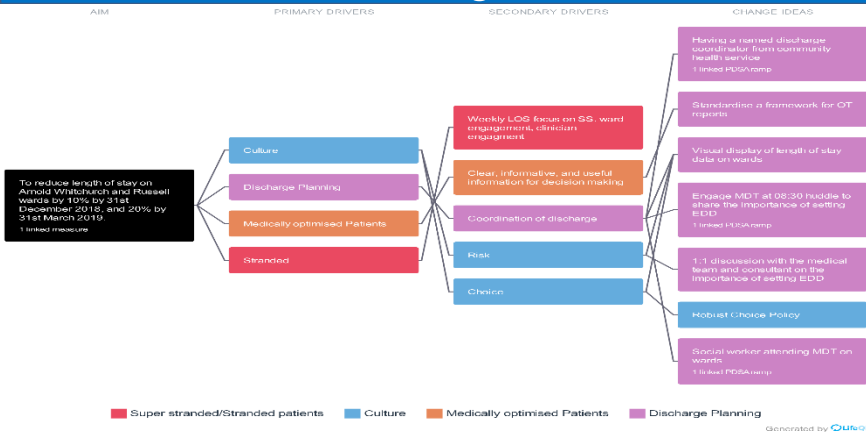 AIM
PRIMARY DRIVERS
SECONDARY DRIVERS
CHANGE IDEAS
To reduce length of stay on
Arnold Whitchurch and Russell
wards by 10% by 31st
December 2018, and 20% by
31st March 2019.
1 linked measure
Culture
Discharge Planning
Medically optimised Patients
Stranded
Weekly LOS focus on SS, ward
engagement, clinician
engagment
Clear, informative, and useful
information for decision making
Coordination of discharge
Risk
Choice
Having a named discharge
coordinator from community
health service
1 linked PDSA ramp
Standardise a framework for OT
reports
Visual display of length of stay
data on wards
Engage MDT at 08:30 huddle to
share the importance of setting
EDD
1 linked PDSA ramp
1:1 discussion with the medical
team and consultant on the
importance of setting EDD
Robust Choice Policy
Social worker attending MDT on
wards
1 linked PDSA ramp
Super stranded/Stranded patients
Culture
Medically optimised Patients
Discharge Planning
Generated by